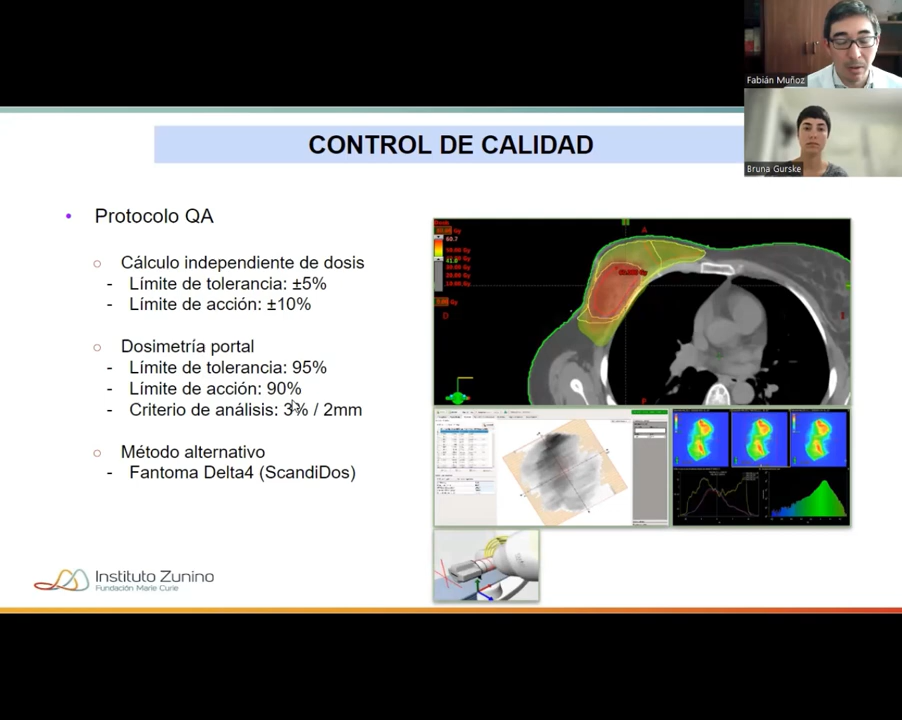 Fabián Muñoz
Bruna Gurske
CONTROL DE CALIDAD
• Protocolo QA
○ Cálculo independiente de dosis
- Límite de tolerancia: ±5%
- Límite de acción: ±10%
○ Dosimetría portal
- Límite de tolerancia: 95%
- Límite de acción: 90%
- Criterio de análisis: 3% / 2mm
○ Método alternativo
- Fantoma Delta4 (ScandiDos)
Instituto Zunino
Fundación Marie Curie
A
D